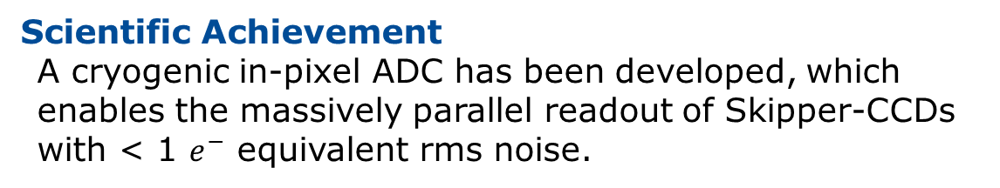 Scientific Achievement
A cryogenic in-pixel ADC has been developed, which
enables the massively parallel readout of Skipper-CCDs
with < 1 e⁻ equivalent rms noise.